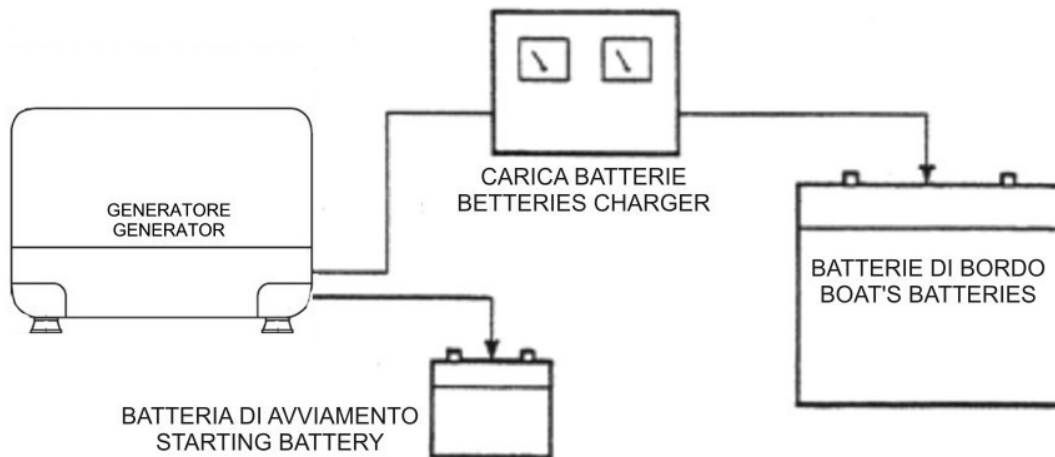 CARICA BATTERIE
BETTERIES CHARGER
GENERATORE
GENERATOR
BATTERIE DI BORDO
BOAT'S BATTERIES
BATTERIA DI AVVIAMENTO
STARTING BATTERY